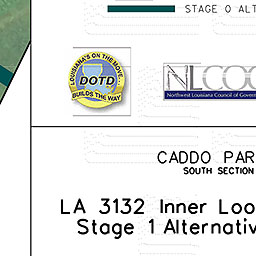 STAGE 0 ALT
LOUISIANA'S ON THE MOVE...
DOTD
BUILDS THE WAY
NLCOG
Northwest Louisiana Council of Govern
CADDO PAR
SOUTH SECTION
LA 3132 Inner Loo
Stage 1 Alternativ